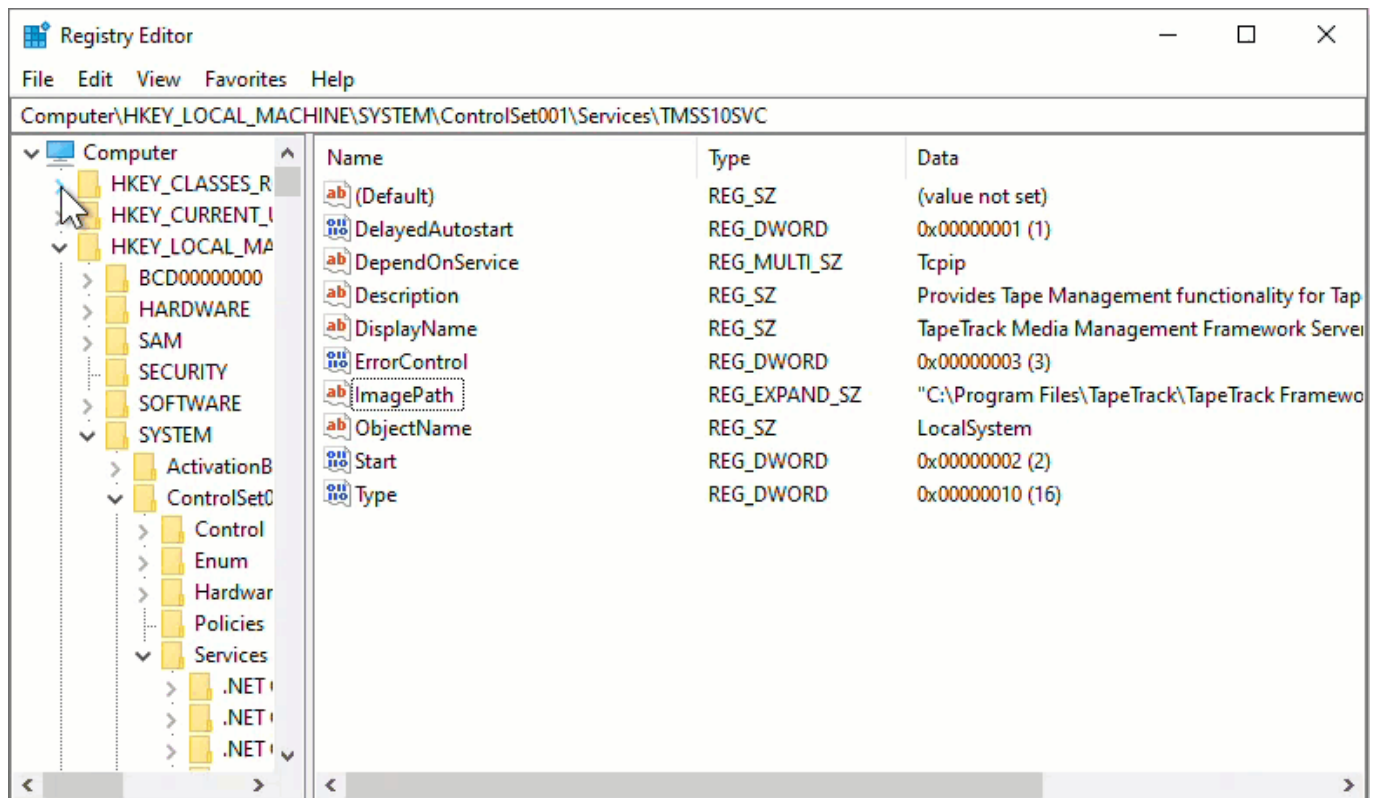 Registry Editor
File Edit View Favorites Help
Computer\HKEY_LOCAL_MACHINE\SYSTEM\ControlSet001\Services\TMSS10SVC
Computer
HKEY_CLASSES_R
HKEY_CURRENT_U
HKEY_LOCAL_MA
BCD00000000
HARDWARE
SAM
SECURITY
SOFTWARE
SYSTEM
ActivationB
ControlSet0
Control
Enum
Hardwar
Policies
Services
.NET
.NET
.NET
Name Type Data
(Default) REG_SZ (value not set)
DelayedAutostart REG_DWORD 0x00000001 (1)
DependOnService REG_MULTI_SZ Tcpip
Description REG_SZ Provides Tape Management functionality for Tap
DisplayName REG_SZ TapeTrack Media Management Framework Server
ErrorControl REG_DWORD 0x00000003 (3)
ImagePath REG_EXPAND_SZ "C:\Program Files\TapeTrack\TapeTrack Framewo
ObjectName REG_SZ LocalSystem
Start REG_DWORD 0x00000002 (2)
Type REG_DWORD 0x00000010 (16)